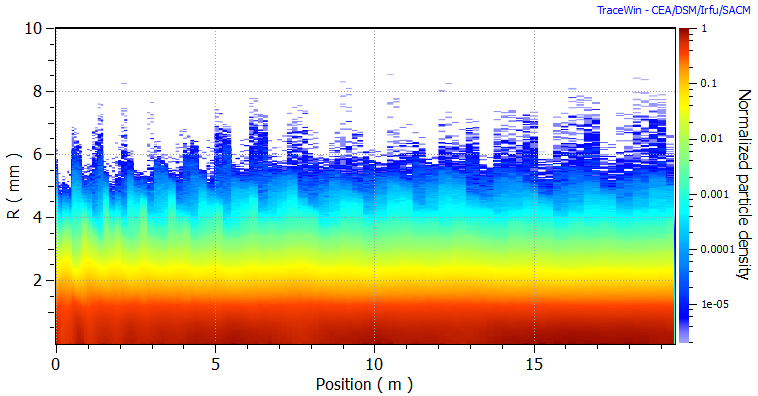 TraceWin - CEA/DSM/Irfu/SACM
10
8
6
4
2
R ( mm )
0
5
10
15
Position ( m )
1
0.1
0.01
0.001
0.0001
1e-05
Normalized particle density